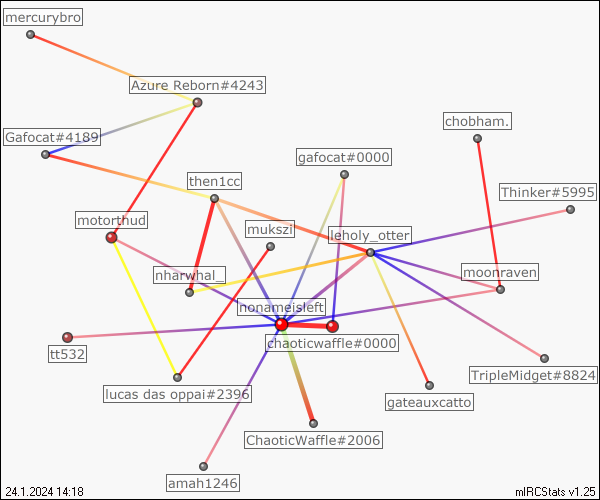 mercurybro
Azure Reborn#4243
chobham.
Gafocat#4189
gafocat#0000
then1cc
Thinker#5995
motorthud
mukszi
leholy_otter
nharwhal_
moonraven
nonameisleft
chaoticwaffle#0000
tt532
TripleMidget#8824
lucas das oppai#2396
gateauxcatto
ChaoticWaffle#2006
amah1246
24.1.2024 14:18
mIRCStats v1.25